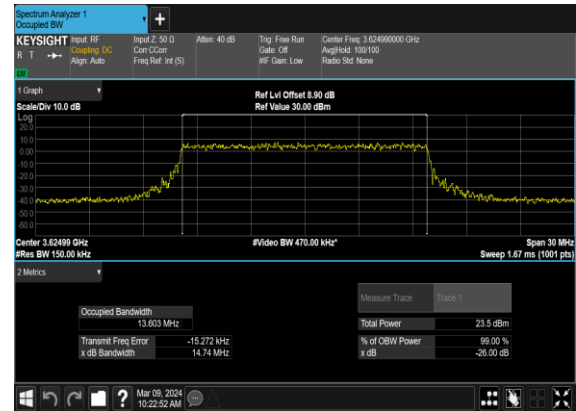 Spectrum Analyzer 1
Occupied BW
KEYSIGHT
R T
LXI
Input: RF
Coupling: DC
Align: Auto
Input Z: 50 Ω
Corr CCorr
Freq Ref: Int (S)
Atten: 40 dB
Trig: Free Run
Gate: Off
#IF Gain: Low
Center Freq: 3.624990000 GHz
Avg|Hold: 100/100
Radio Std: None
1 Graph
Scale/Div 10.0 dB
Ref Lvl Offset 8.90 dB
Ref Value 30.00 dBm
Log
20.0
10.0
0.00
-10.0
-20.0
-30.0
-40.0
-50.0
-60.0
Center 3.62499 GHz
#Res BW 150.00 kHz
#Video BW 470.00 kHz*
Span 30 MHz
Sweep 1.67 ms (1001 pts)
2 Metrics
Measure Trace Trace 1
Occupied Bandwidth
13.603 MHz
Total Power 23.5 dBm
Transmit Freq Error -15.272 kHz
x dB Bandwidth 14.74 MHz
% of OBW Power 99.00 %
x dB -26.00 dB
?
Mar 09, 2024
10:22:52 AM